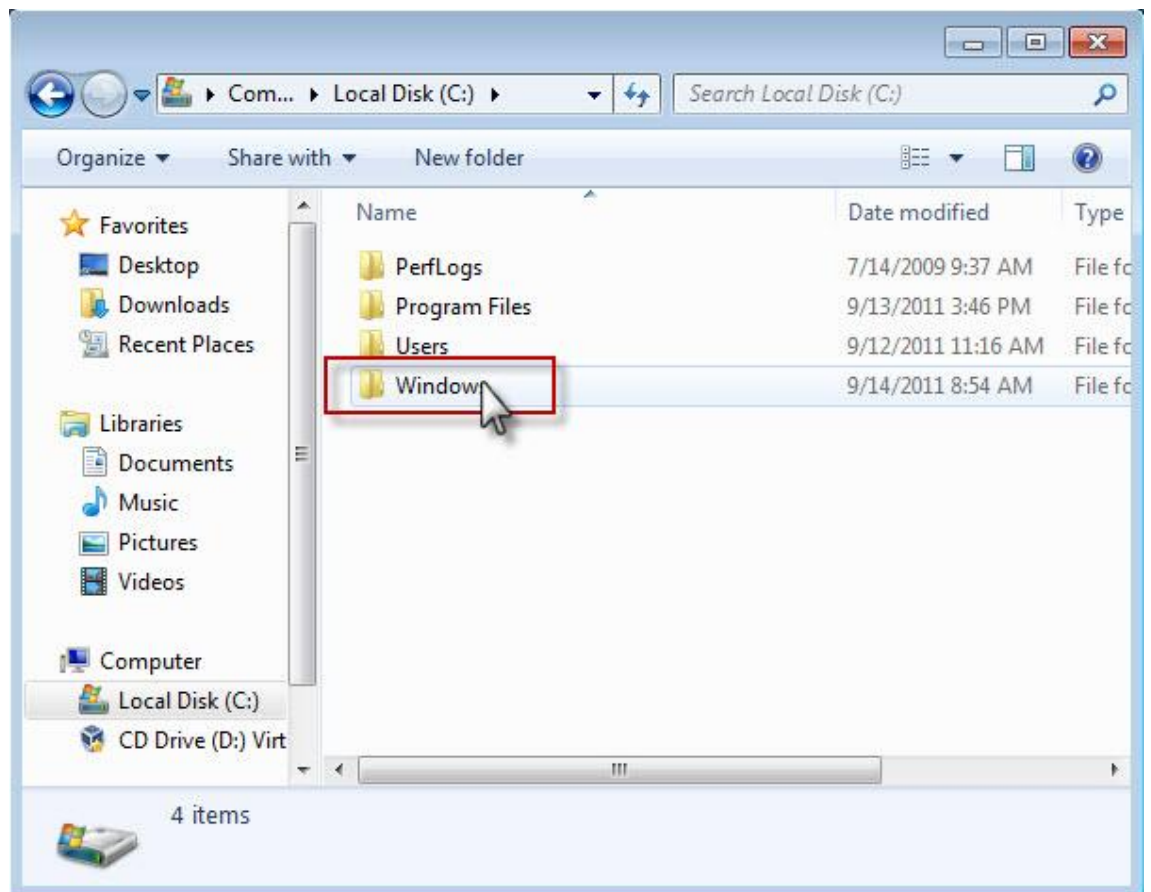 Com... Local Disk (C:) Search Local Disk (C:)
Organize Share with New folder
Name Date modified Type
Favorites
Desktop
Downloads
Recent Places
Libraries
Documents
Music
Pictures
Videos
Computer
Local Disk (C:)
CD Drive (D:) Virt
PerfLogs 7/14/2009 9:37 AM File fo
Program Files 9/13/2011 3:46 PM File fo
Users 9/12/2011 11:16 AM File fo
Windows 9/14/2011 8:54 AM File fo
4 items